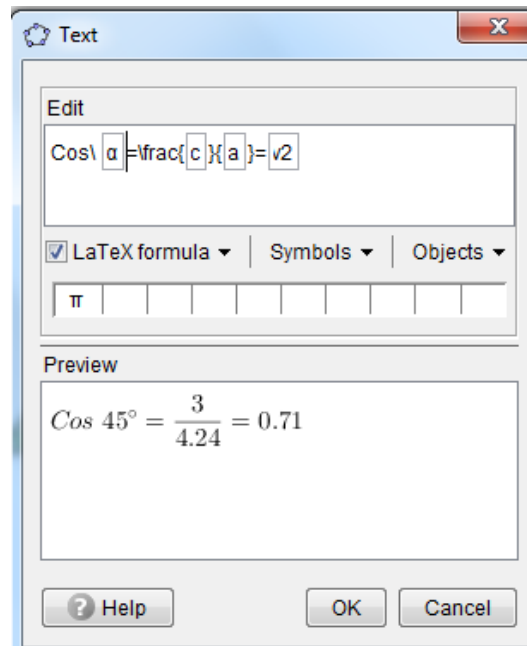 Text
Edit
Cos\ α=\frac{ c }{ a }= v2
LaTeX formula Symbols Objects
π
Preview
Cos 45° = 3/4.24 = 0.71
Help OK Cancel